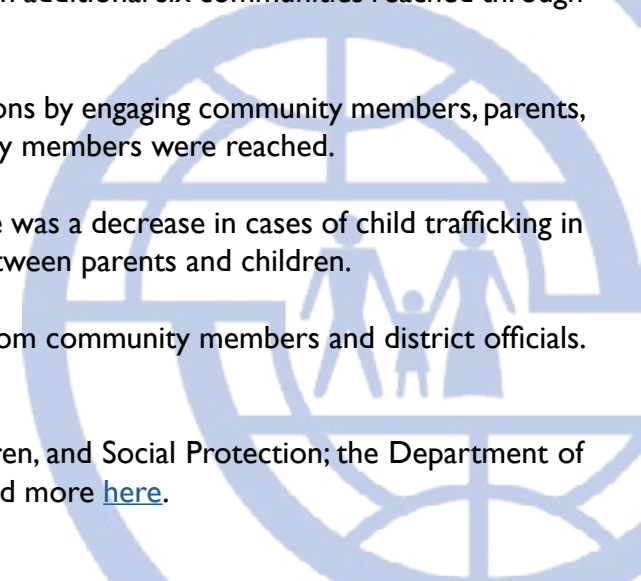 additional six communities reached through
ons by engaging community members, parents,
y members were reached.
e was a decrease in cases of child trafficking in
tween parents and children.
om community members and district officials.
ren, and Social Protection; the Department of
d more here.